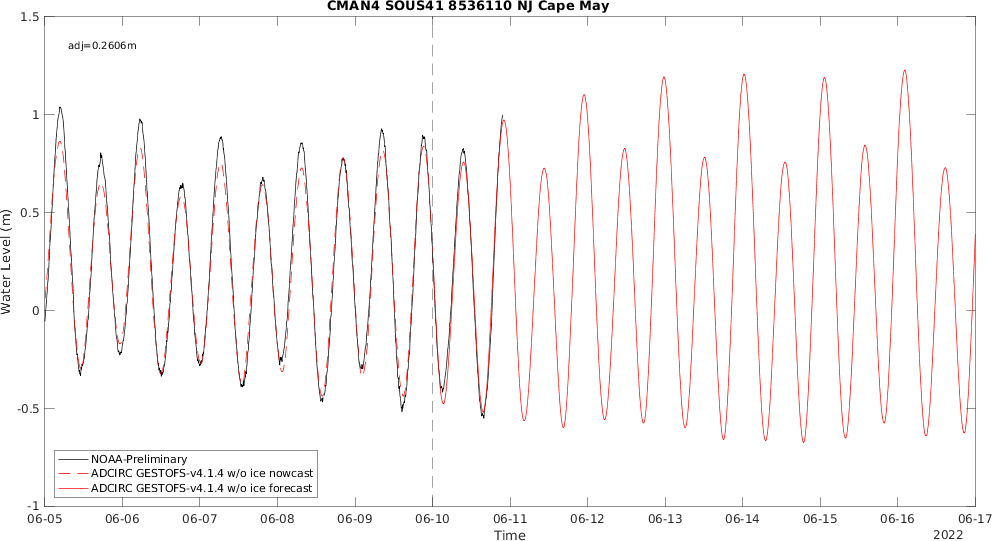 CMAN4 SOUS41 8536110 NJ Cape May
adj=0.2606m
1.5
1
0.5
0
-0.5
-1
Water Level (m)
NOAA-Preliminary
ADCIRC GESTOFS-v4.1.4 w/o ice nowcast
ADCIRC GESTOFS-v4.1.4 w/o ice forecast
06-05 06-06 06-07 06-08 06-09 06-10 06-11 06-12 06-13 06-14 06-15 06-16 06-17
Time
2022